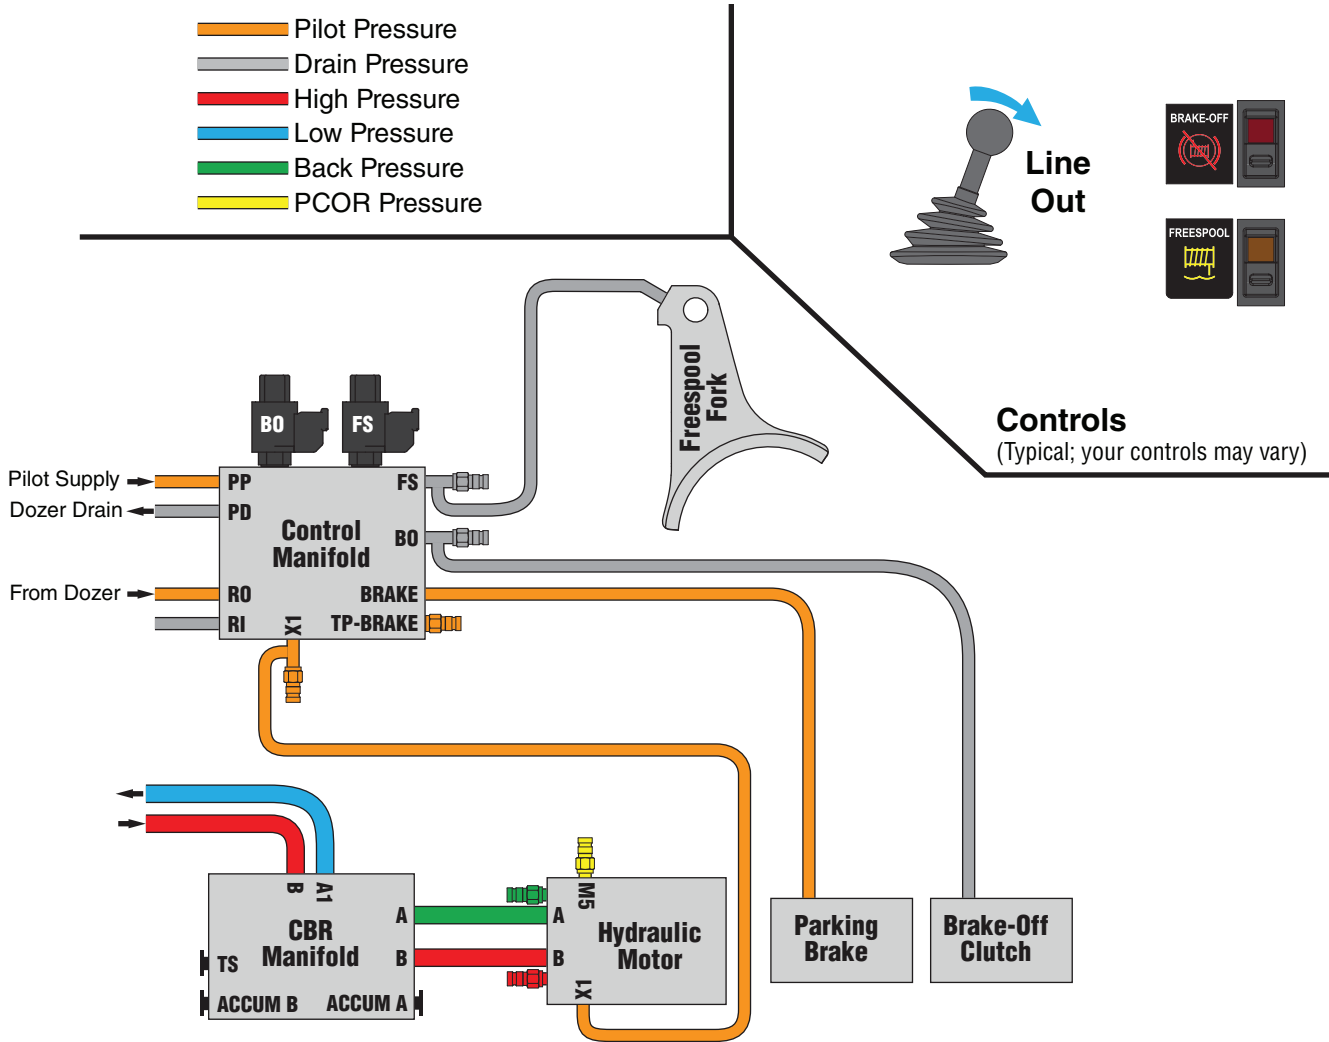 Pilot Pressure
Drain Pressure
High Pressure
Low Pressure
Back Pressure
PCOR Pressure
Line
Out
BRAKE-OFF
FREESPOOL
Controls
(Typical; your controls may vary)
Freespool
Fork
BO
FS
Pilot Supply
Dozer Drain
From Dozer
PP
PD
RO
RI
Control
Manifold
FS
BO
BRAKE
TP-BRAKE
X1
B
A1
CBR
Manifold
A
B
TS
ACCUM B
ACCUM A
M5
A
B
Hydraulic
Motor
X1
Parking
Brake
Brake-Off
Clutch